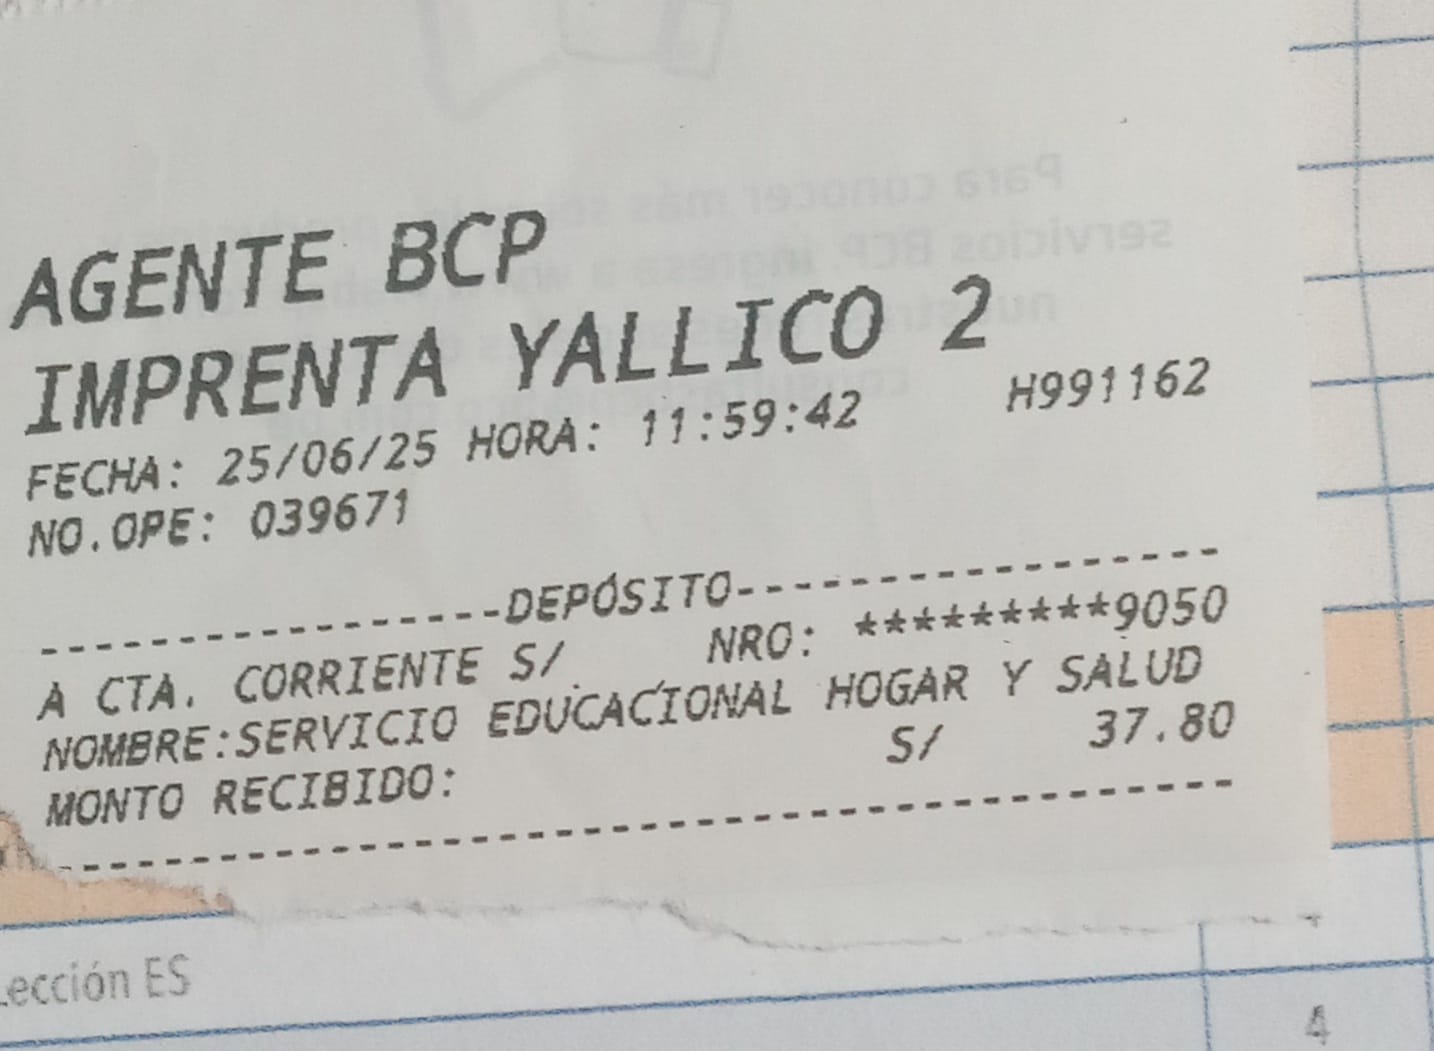 AGENTE BCP
IMPRENTA YALLICO 2
FECHA: 25/06/25 HORA: 11:59:42 H991162
NO.OPE: 039671
-----------------DEPÓSITO-----------------
A CTA. CORRIENTE S/ NRO: *********9050
NOMBRE:SERVICIO EDUCACIONAL HOGAR Y SALUD
MONTO RECIBIDO: S/ 37.80
------------------------------------------
Lección ES
4